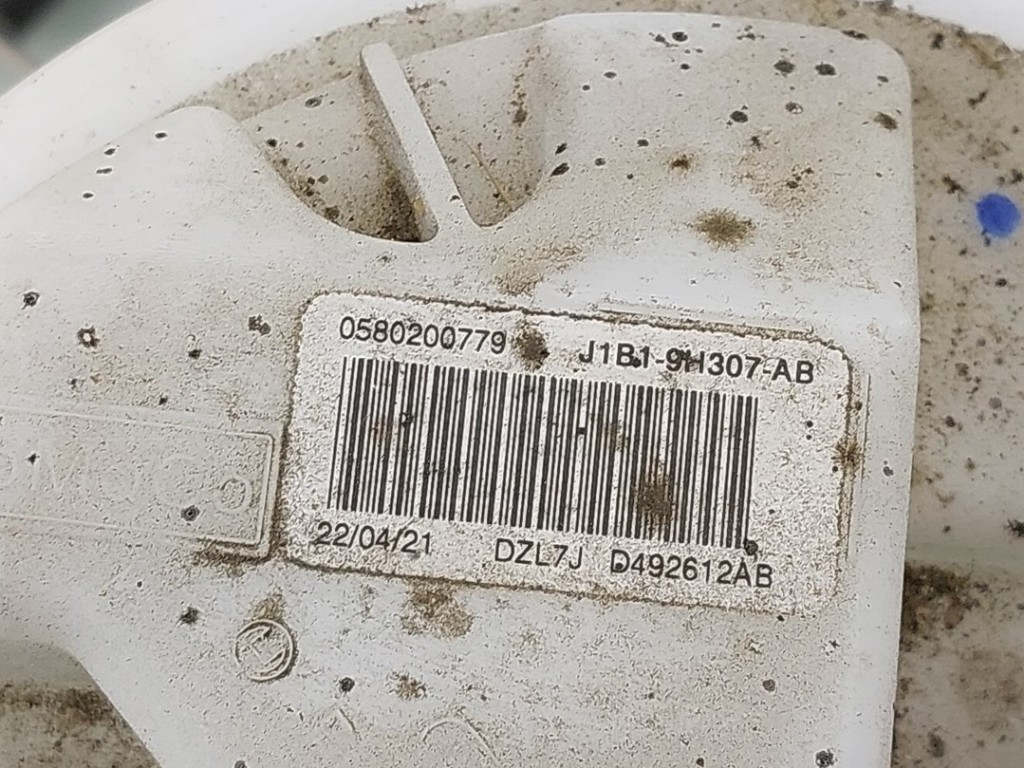 0580200779 J1B1-9H307-AB
22/04/21 DZL7J D492612AB